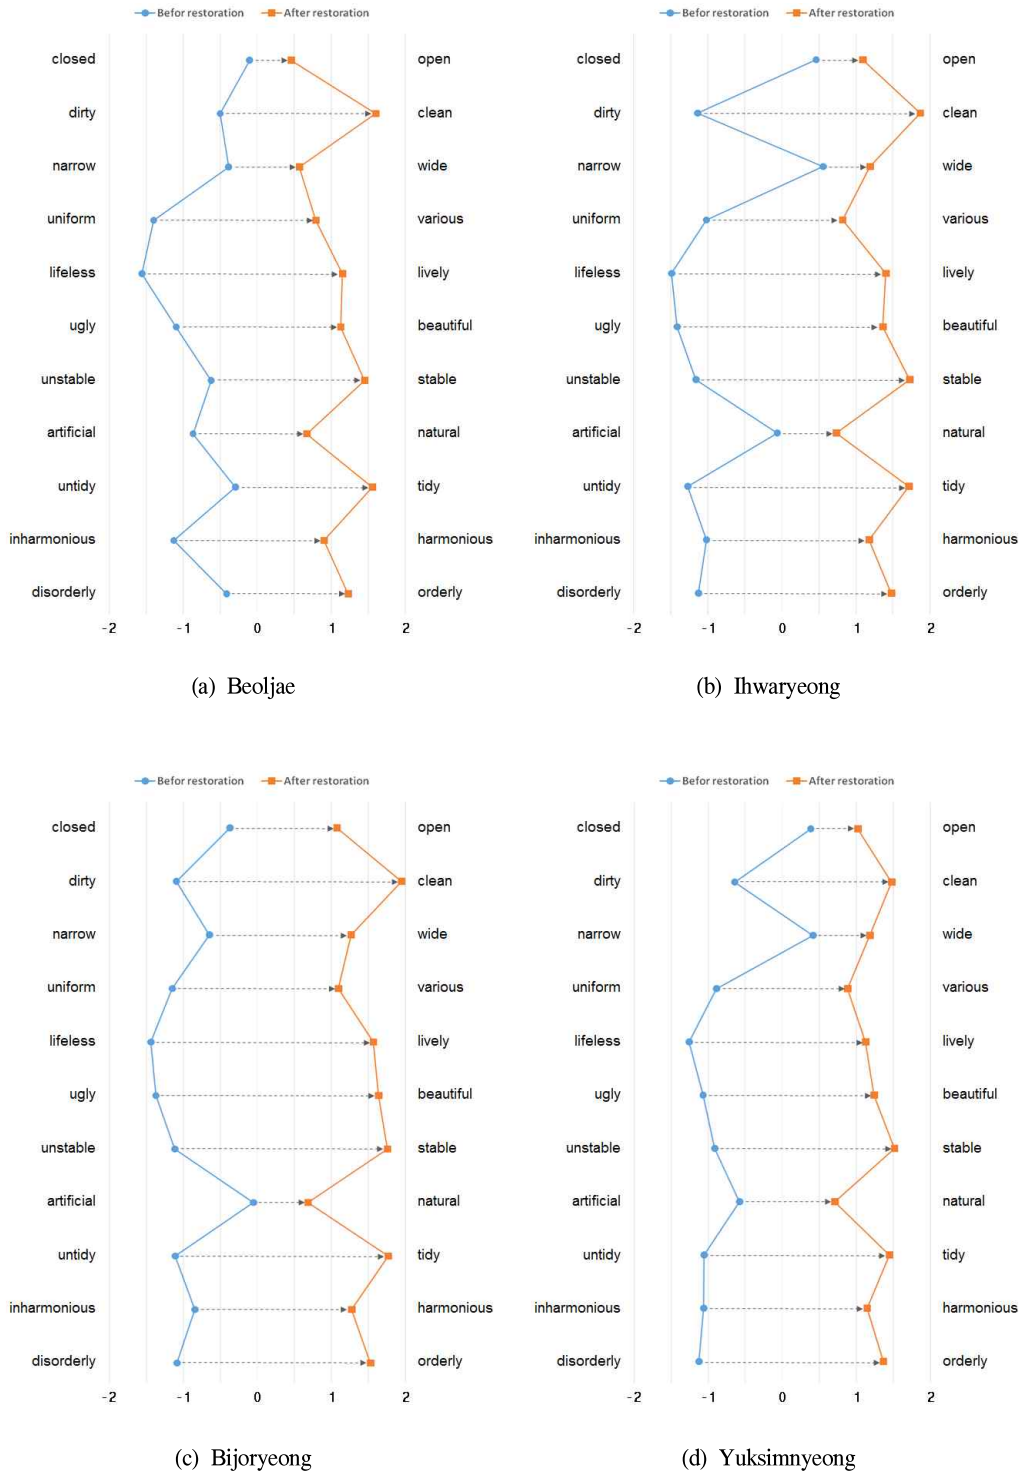 Befor restoration After restoration
closed open
dirty clean
narrow wide
uniform various
lifeless lively
ugly beautiful
unstable stable
artificial natural
untidy tidy
inharmonious harmonious
disorderly orderly
-2 -1 0 1 2
(a) Beoljae
Befor restoration After restoration
closed open
dirty clean
narrow wide
uniform various
lifeless lively
ugly beautiful
unstable stable
artificial natural
untidy tidy
inharmonious harmonious
disorderly orderly
-2 -1 0 1 2
(b) Ihwaryeong
Befor restoration After restoration
closed open
dirty clean
narrow wide
uniform various
lifeless lively
ugly beautiful
unstable stable
artificial natural
untidy tidy
inharmonious harmonious
disorderly orderly
-2 -1 0 1 2
(c) Bijoryeong
Befor restoration After restoration
closed open
dirty clean
narrow wide
uniform various
lifeless lively
ugly beautiful
unstable stable
artificial natural
untidy tidy
inharmonious harmonious
disorderly orderly
-2 -1 0 1 2
(d) Yuksimnyeong